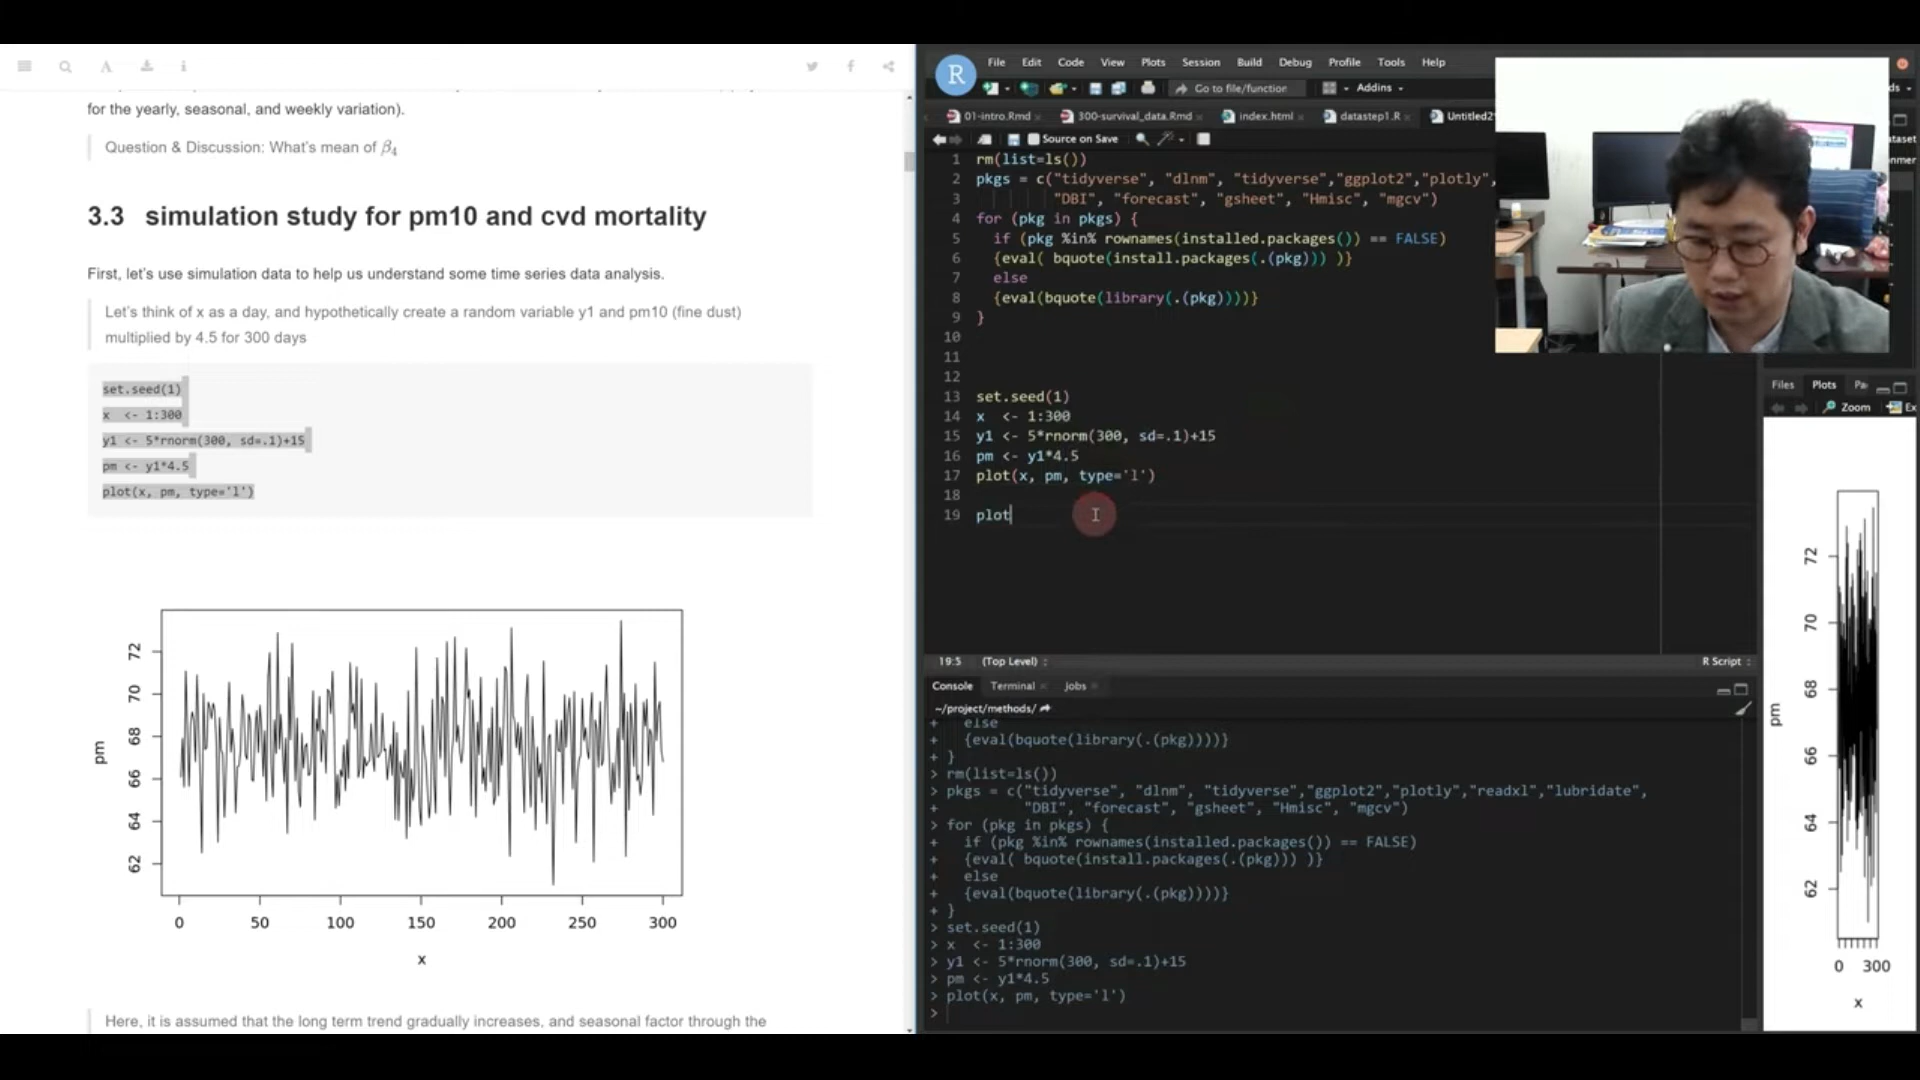 for the yearly, seasonal, and weekly variation).
Question & Discussion: What's mean of β4
3.3 simulation study for pm10 and cvd mortality
First, let's use simulation data to help us understand some time series data analysis.
Let's think of x as a day, and hypothetically create a random variable y1 and pm10 (fine dust)
multiplied by 4.5 for 300 days
set.seed(1)
x <- 1:300
y1 <- 5*rnorm(300, sd=.1)+15
pm <- y1*4.5
plot(x, pm, type='l')
72
70
68
66
64
62
pm
0 50 100 150 200 250 300
x
Here, it is assumed that the long term trend gradually increases, and seasonal factor through the
R
File Edit Code View Plots Session Build Debug Profile Tools Help
Go to file/function
Addins
01-intro.Rmd
300-survival_data.Rmd
index.html
datastep1.R
Source on Save
1 rm(list=ls())
2 pkgs = c("tidyverse", "dlnm", "tidyverse","ggplot2","plotly",
3 "DBI", "forecast", "gsheet", "Hmisc", "mgcv")
4 for (pkg in pkgs) {
5 if (pkg %in% rownames(installed.packages()) == FALSE)
6 {eval( bquote(install.packages(.(pkg))) )}
7 else
8 {eval(bquote(library(.(pkg))))}
9 }
10
11
12
13 set.seed(1)
14 x <- 1:300
15 y1 <- 5*rnorm(300, sd=.1)+15
16 pm <- y1*4.5
17 plot(x, pm, type='l')
18
19 plot
19:5 (Top Level) R Script
Console Terminal Jobs
~/project/methods/
+ else
+ {eval(bquote(library(.(pkg))))}
+ }
> rm(list=ls())
> pkgs = c("tidyverse", "dlnm", "tidyverse","ggplot2","plotly","readxl","lubridate",
+ "DBI", "forecast", "gsheet", "Hmisc", "mgcv")
> for (pkg in pkgs) {
+ if (pkg %in% rownames(installed.packages()) == FALSE)
+ {eval( bquote(install.packages(.(pkg))) )}
+ else
+ {eval(bquote(library(.(pkg))))}
+ }
> set.seed(1)
> x <- 1:300
> y1 <- 5*rnorm(300, sd=.1)+15
> pm <- y1*4.5
> plot(x, pm, type='l')
>
Files Plots
Zoom
72
70
68
66
64
62
pm
0 300
x